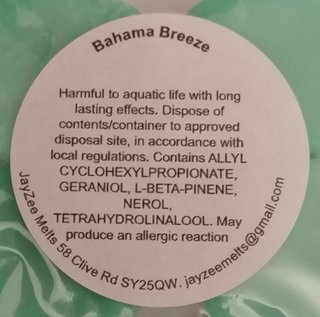 Bahama Breeze
Harmful to aquatic life with long
lasting effects. Dispose of
contents/container to approved
disposal site, in accordance with
local regulations. Contains ALLYL
CYCLOHEXYLPROPIONATE,
GERANIOL, L-BETA-PINENE,
NEROL,
TETRAHYDROLINALOOL. May
produce an allergic reaction
JayZee Melts 58 Clive Rd SY25QW. jayzeemelts@gmail.com